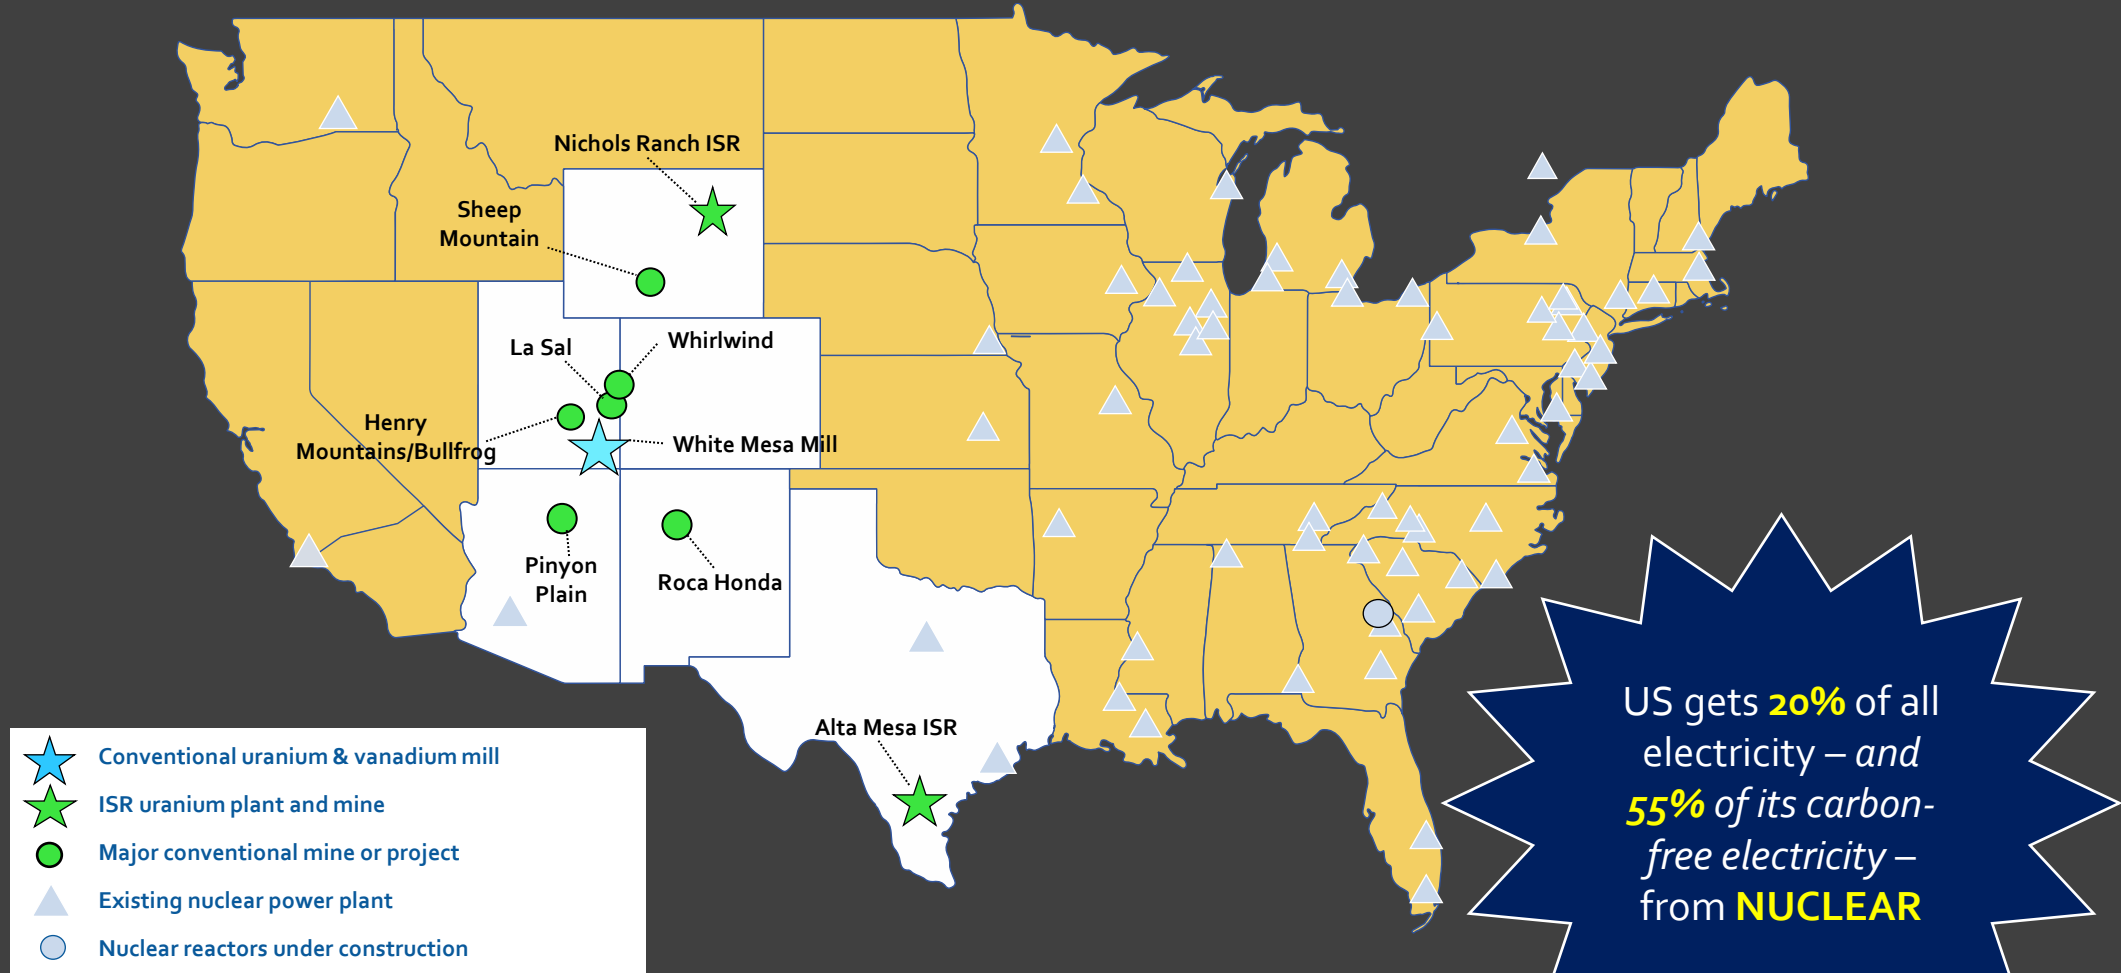 Nichols Ranch ISR
Sheep
Mountain
La Sal
Whirlwind
Henry
Mountains/Bullfrog
White Mesa Mill
Pinyon
Plain
Roca Honda
Alta Mesa ISR
Conventional uranium & vanadium mill
ISR uranium plant and mine
Major conventional mine or project
Existing nuclear power plant
Nuclear reactors under construction
US gets 20% of all
electricity – and
55% of its carbon-
free electricity –
from NUCLEAR